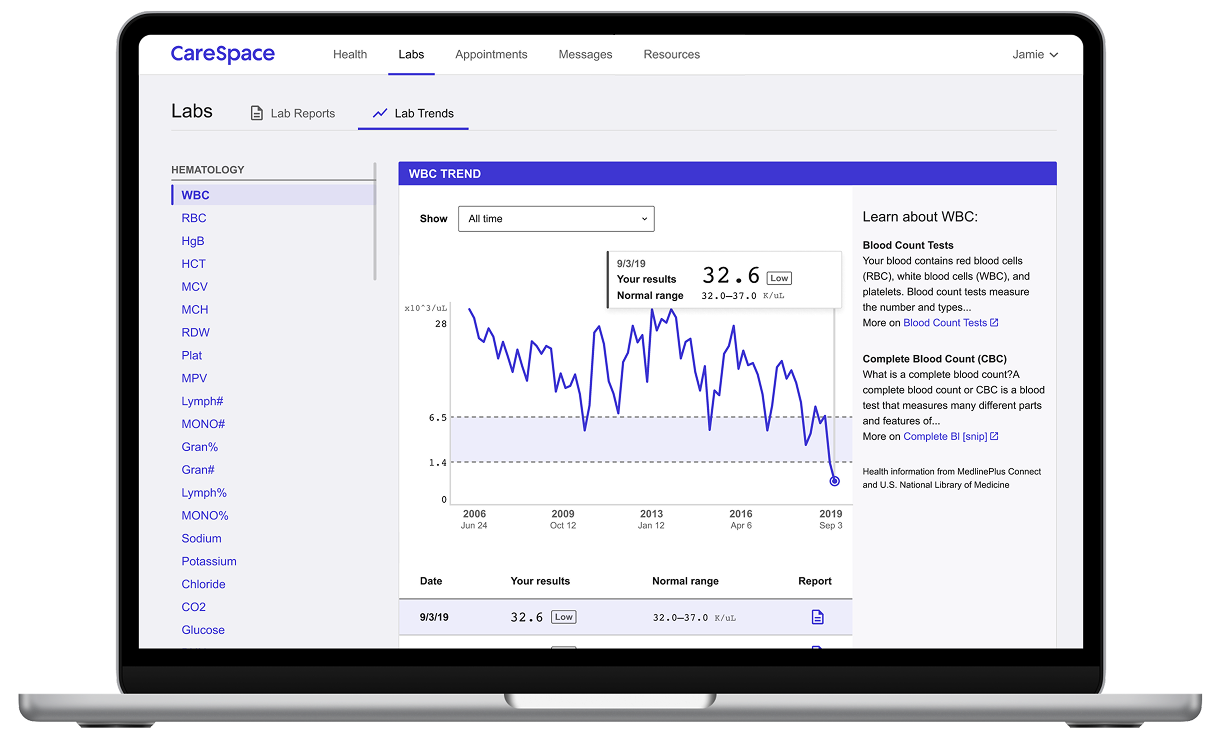 CareSpace
Health Labs Appointments Messages Resources
Jamie
Labs
Lab Reports
Lab Trends
HEMATOLOGY
WBC
RBC
HgB
HCT
MCV
MCH
RDW
Plat
MPV
Lymph#
MONO#
Gran%
Gran#
Lymph%
MONO%
Sodium
Potassium
Chloride
CO2
Glucose
WBC TREND
Show All time
9/3/19
Your results 32.6 Low
Normal range 32.0–37.0 K/uL
x10^3/uL
28
6.5
1.4
0
2006 2009 2013 2016 2019
Jun 24 Oct 12 Jan 12 Apr 6 Sep 3
Date Your results Normal range Report
9/3/19 32.6 Low 32.0–37.0 K/uL
Learn about WBC:
Blood Count Tests
Your blood contains red blood cells
(RBC), white blood cells (WBC), and
platelets. Blood count tests measure
the number and types...
More on Blood Count Tests
Complete Blood Count (CBC)
What is a complete blood count?A
complete blood count or CBC is a blood
test that measures many different parts
and features of...
More on Complete Bl [snip]
Health information from MedlinePlus Connect
and U.S. National Library of Medicine